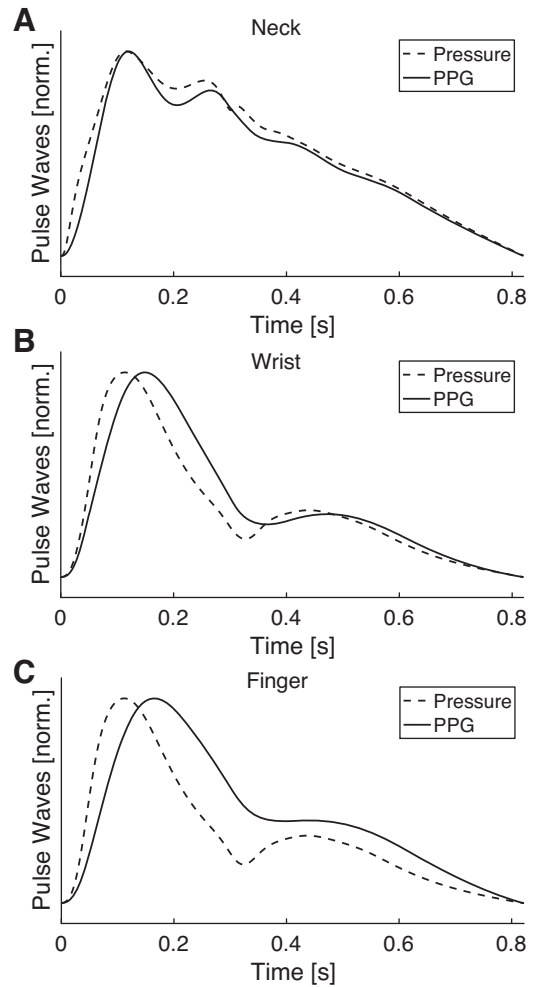 A
Neck
Pressure
PPG
Pulse Waves [norm.]
0 0.2 0.4 0.6 0.8
Time [s]
B
Wrist
Pressure
PPG
Pulse Waves [norm.]
0 0.2 0.4 0.6 0.8
Time [s]
C
Finger
Pressure
PPG
Pulse Waves [norm.]
0 0.2 0.4 0.6 0.8
Time [s]